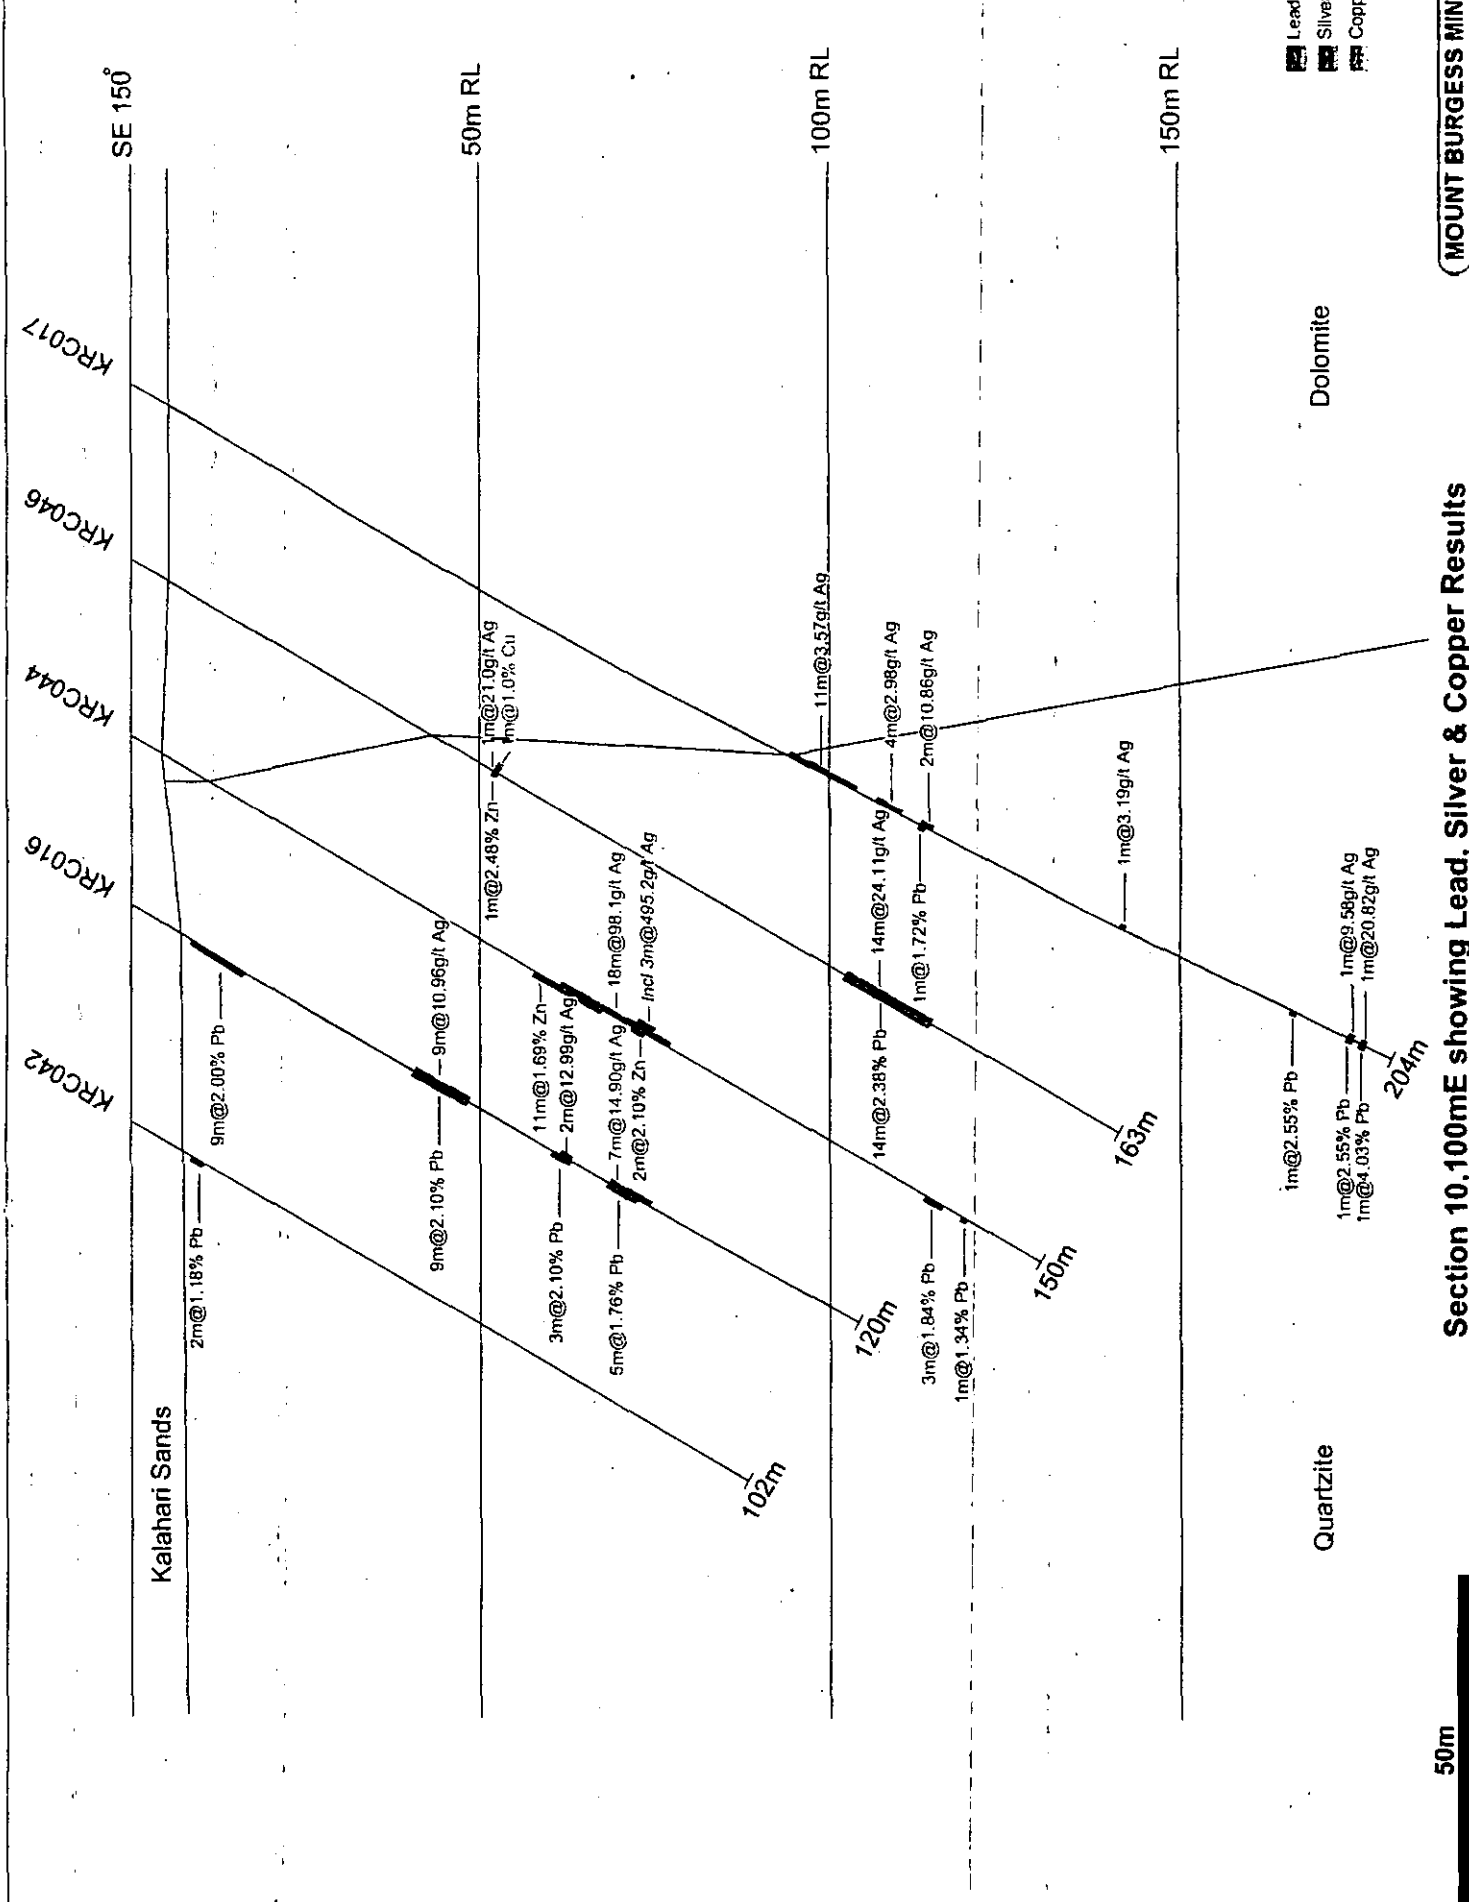 SE 150°
KRC042
KRC016
KRC044
KRC046
KRC017
Kalahari Sands
50m RL
100m RL
150m RL
2m@1.18% Pb
9m@2.00% Pb
9m@2.10% Pb
9m@10.96g/t Ag
3m@2.10% Pb
2m@12.99g/t Ag
5m@1.76% Pb
7m@14.90g/t Ag
11m@1.69% Zn
18m@98.1g/t Ag
2m@2.10% Zn
Incl 3m@495.2g/t Ag
3m@1.84% Pb
1m@1.34% Pb
1m@2.48% Zn
1m@21.0g/t Ag
1m@1.0% Cu
14m@2.38% Pb
14m@24.11g/t Ag
11m@3.57g/t Ag
4m@2.98g/t Ag
1m@1.72% Pb
2m@10.86g/t Ag
1m@3.19g/t Ag
1m@2.55% Pb
1m@2.55% Pb
1m@9.58g/t Ag
1m@4.03% Pb
1m@20.82g/t Ag
102m
120m
150m
163m
204m
Quartzite
Dolomite
Lead
Silve
Copp
50m
Section 10,100mE showing Lead, Silver & Copper Results
MOUNT BURGESS MIN